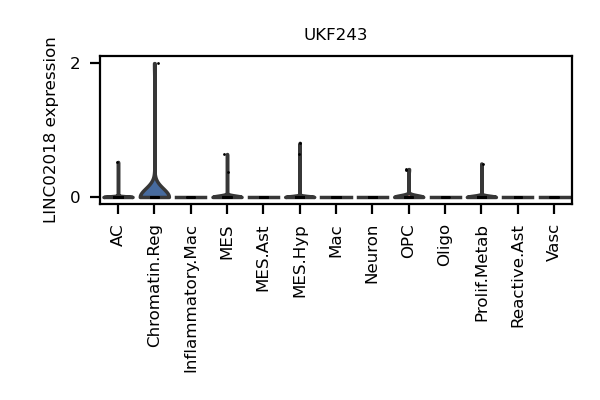 UKF243
LINC02018 expression
2
0
AC
Chromatin.Reg
Inflammatory.Mac
MES
MES.Ast
MES.Hyp
Mac
Neuron
OPC
Oligo
Prolif.Metab
Reactive.Ast
Vasc